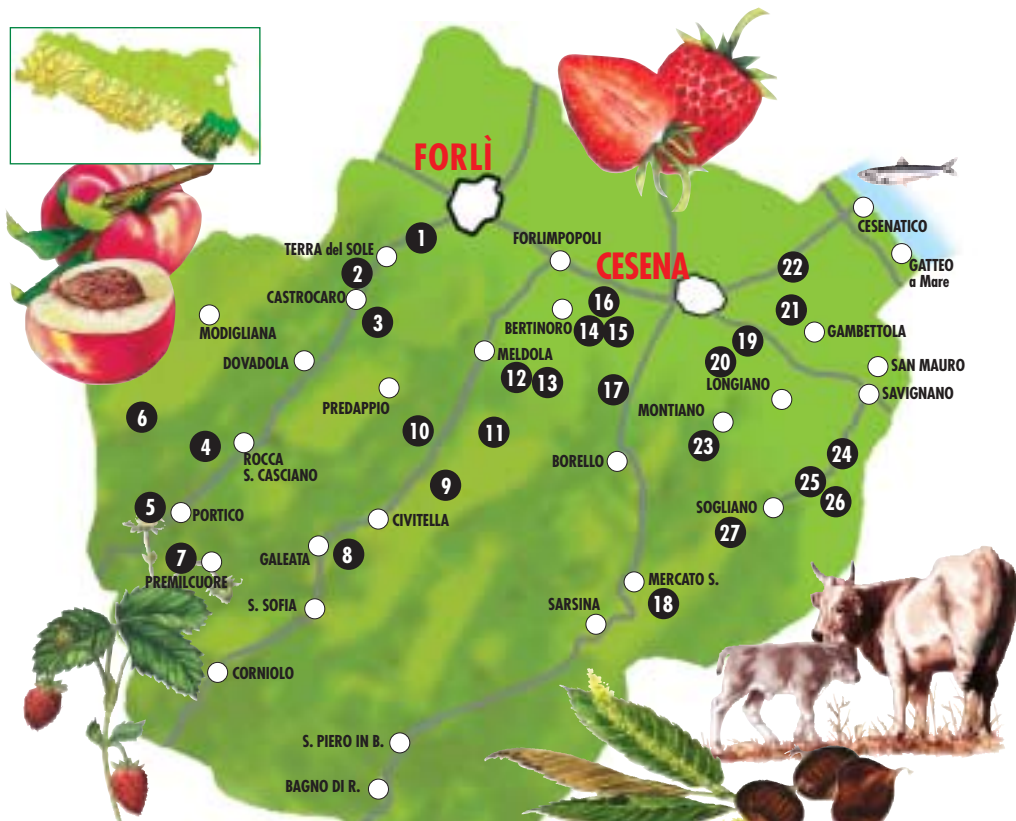 FORLÌ
CESENATICO
1
TERRA del SOLE
FORLIMPOPOLI
GATTEO
a Mare
2
CESENA
22
CASTROCARO
16
21
3
BERTINORO
14
15
MODIGLIANA
19
GAMBETTOLA
MELDOLA
DOVADOLA
20
SAN MAURO
12
13
17
LONGIANO
SAVIGNANO
PREDAPPIO
MONTIANO
6
10
11
23
4
ROCCA
S. CASCIANO
24
BORELLO
9
25
26
5
PORTICO
SOGLIANO
CIVITELLA
27
7
GALEATA
8
PREMILCUORE
MERCATO S.
S. SOFIA
SARSINA
18
CORNIOLO
S. PIERO IN B.
BAGNO DI R.